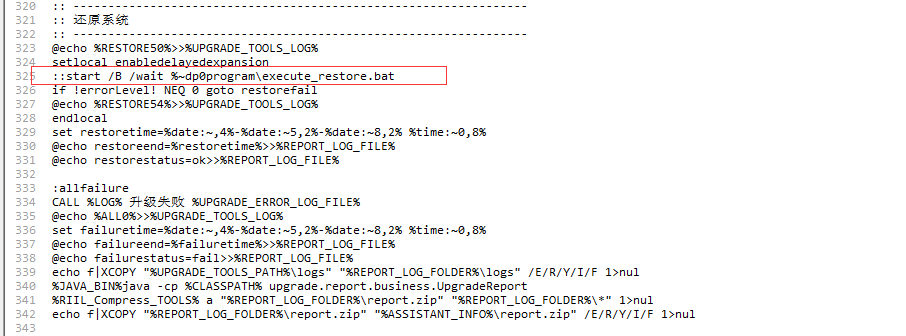 320 :: -----------------------------------------------------------------
321 :: 还原系统
322 :: -----------------------------------------------------------------
323 @echo %RESTORE50%>>%UPGRADE_TOOLS_LOG%
324 setlocal enabledelayedexpansion
325 ::start /B /wait %~dp0program\execute_restore.bat
326 if !errorLevel! NEQ 0 goto restorefail
327 @echo %RESTORE54%>>%UPGRADE_TOOLS_LOG%
328 endlocal
329 set restoretime=%date:~,4%-%date:~5,2%-%date:~8,2% %time:~0,8%
330 @echo restoreend=%restoretime%>>%REPORT_LOG_FILE%
331 @echo restorestatus=ok>>%REPORT_LOG_FILE%
332
333 :allfailure
334 CALL %LOG% 升级失败 %UPGRADE_ERROR_LOG_FILE%
335 @echo %ALL0%>>%UPGRADE_TOOLS_LOG%
336 set failuretime=%date:~,4%-%date:~5,2%-%date:~8,2% %time:~0,8%
337 @echo failureend=%failuretime%>>%REPORT_LOG_FILE%
338 @echo failurestatus=fail>>%REPORT_LOG_FILE%
339 echo f|XCOPY "%UPGRADE_TOOLS_PATH%\logs" "%REPORT_LOG_FOLDER%\logs" /E/R/Y/I/F 1>nul
340 %JAVA_BIN%java -cp %CLASSPATH% upgrade.report.business.UpgradeReport
341 %RIIL_Compress_TOOLS% a "%REPORT_LOG_FOLDER%\report.zip" "%REPORT_LOG_FOLDER%\*" 1>nul
342 echo f|XCOPY "%REPORT_LOG_FOLDER%\report.zip" "%ASSISTANT_INFO%\report.zip" /E/R/Y/I/F 1>nul
343